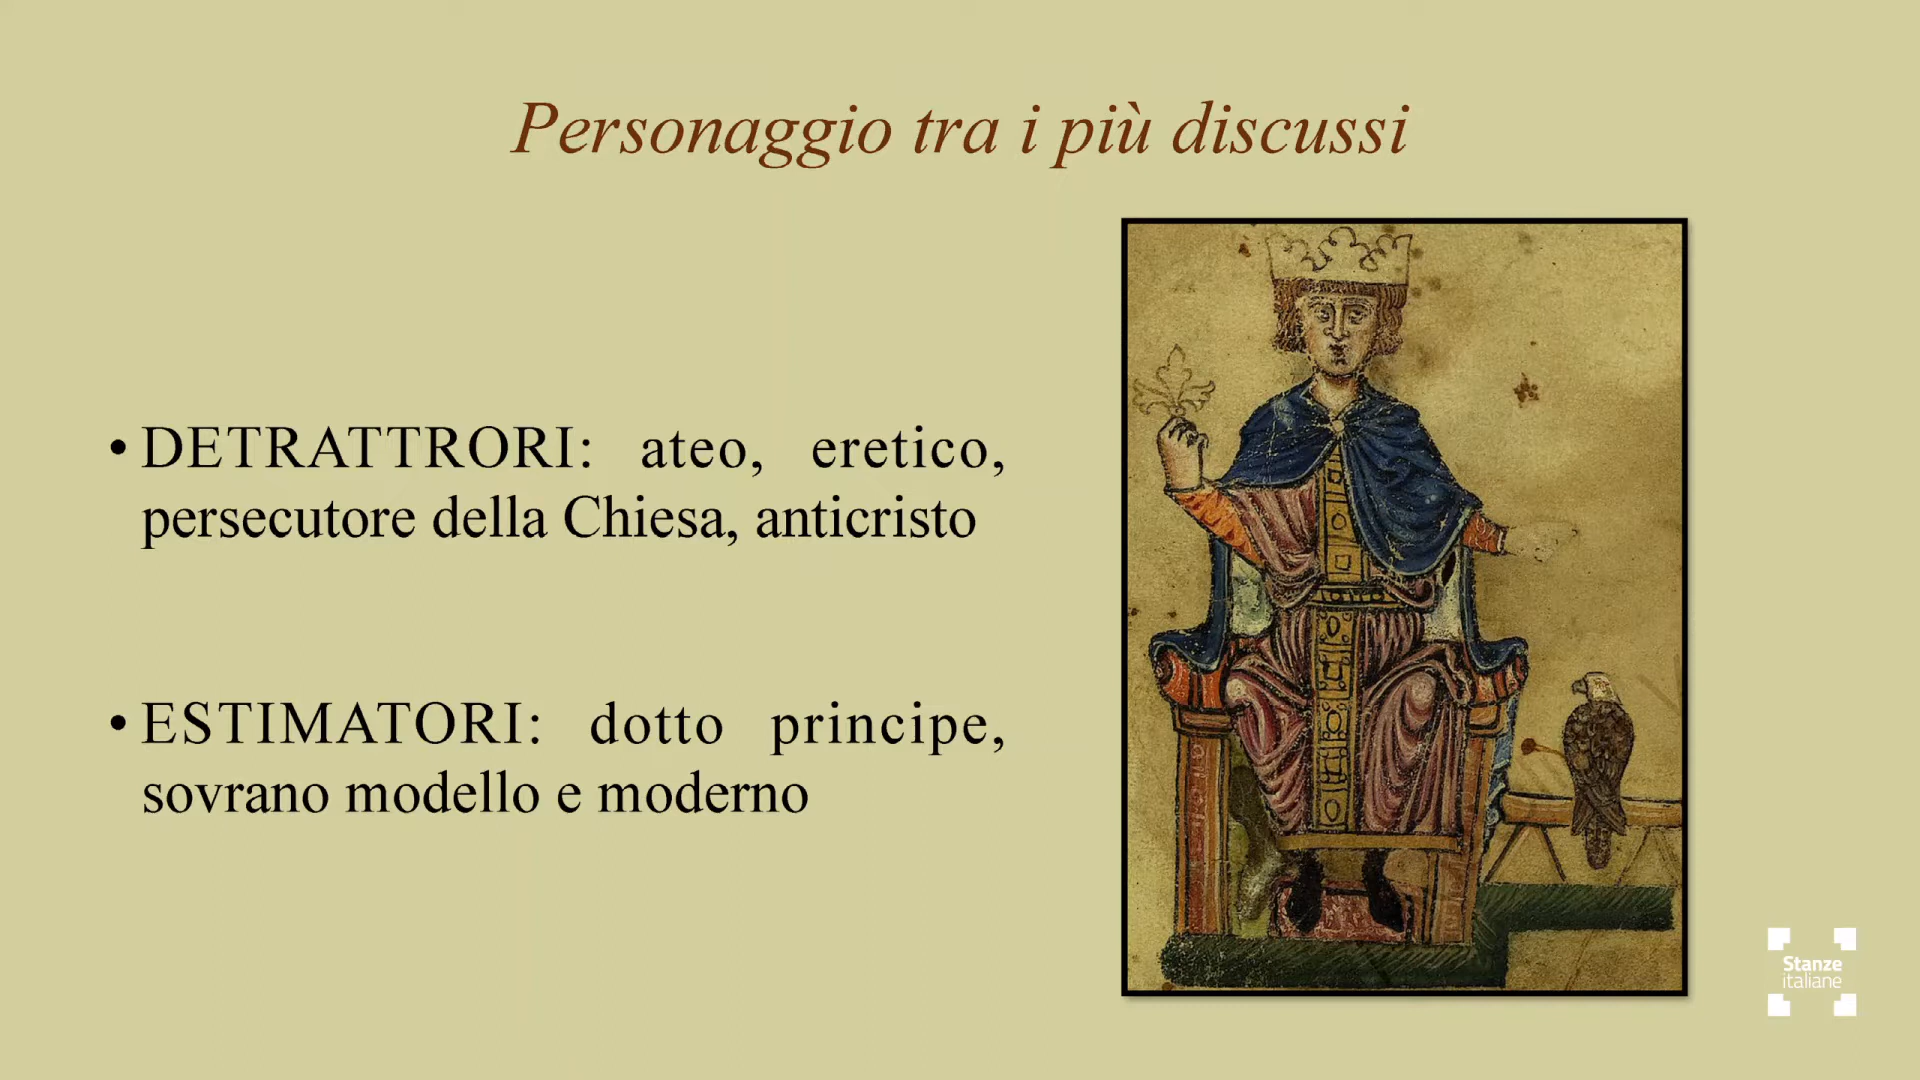 Personaggio tra i più discussi
• DETRATTRORI: ateo, eretico,
persecutore della Chiesa, anticristo
• ESTIMATORI: dotto principe,
sovrano modello e moderno
Stanze
italiane